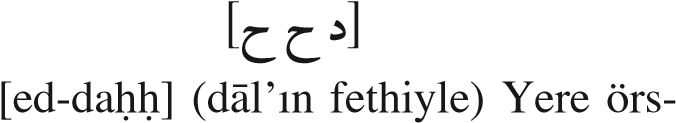 [د ح ح]
[ed-daḥḥ] (dāl’ın fethiyle) Yere örs-